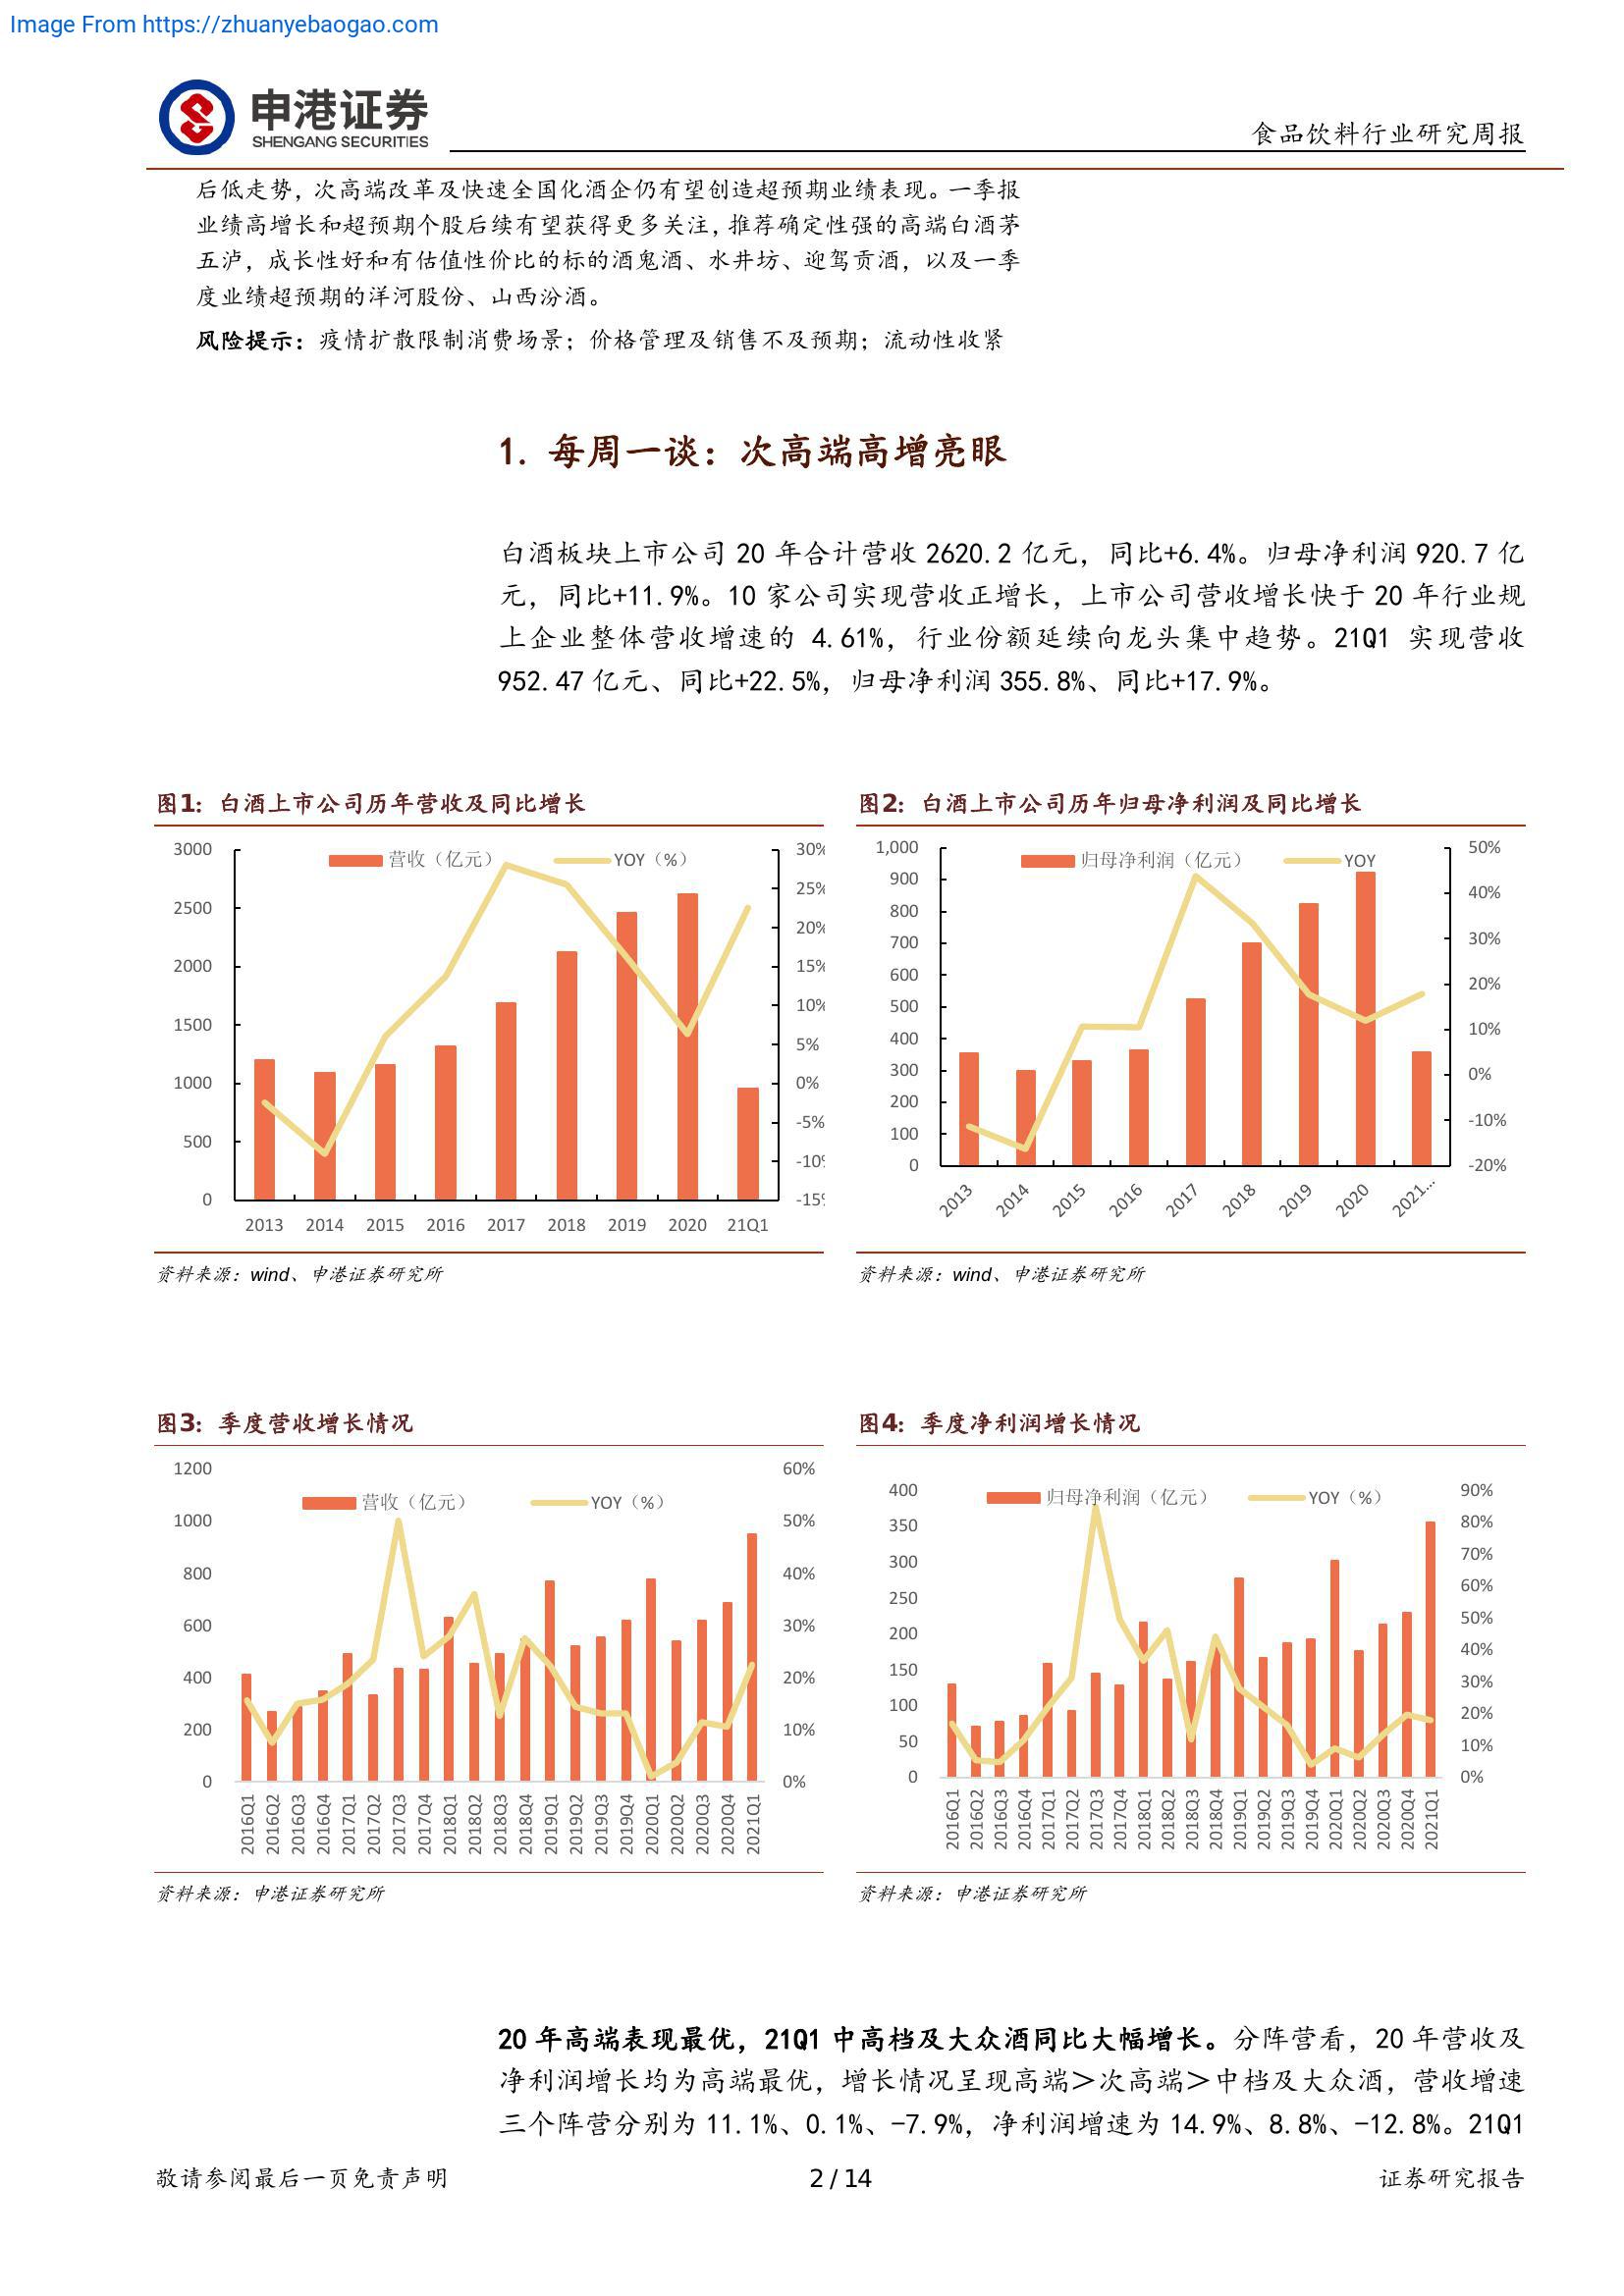 Image From https://zhuanyebaogao.com
申港证券
SHENGANG SECURITIES
食品饮料行业研究周报
后低走势，次高端改革及快速全国化酒企仍有望创造超预期业绩表现。一季报
业绩高增长和超预期个股后续有望获得更多关注，推荐确定性强的高端白酒茅
五泸，成长性好和有估值性价比的标的酒鬼酒、水井坊、迎驾贡酒，以及一季
度业绩超预期的洋河股份、山西汾酒。
风险提示：疫情扩散限制消费场景；价格管理及销售不及预期；流动性收紧
1. 每周一谈：次高端高增亮眼
白酒板块上市公司 20 年合计营收 2620.2 亿元，同比+6.4%。归母净利润 920.7 亿
元，同比+11.9%。10 家公司实现营收正增长，上市公司营收增长快于 20 年行业规
上企业整体营收增速的 4.61%，行业份额延续向龙头集中趋势。21Q1 实现营收
952.47 亿元、同比+22.5%，归母净利润 355.8%、同比+17.9%。
图1：白酒上市公司历年营收及同比增长
营收（亿元） YOY（%）
3000
2500
2000
1500
1000
500
0
30%
25%
20%
15%
10%
5%
0%
-5%
-10%
-15%
2013 2014 2015 2016 2017 2018 2019 2020 21Q1
资料来源：wind、申港证券研究所
图2：白酒上市公司历年归母净利润及同比增长
归母净利润（亿元） YOY
1,000
900
800
700
600
500
400
300
200
100
0
50%
40%
30%
20%
10%
0%
-10%
-20%
2013 2014 2015 2016 2017 2018 2019 2020 2021…
资料来源：wind、申港证券研究所
图3：季度营收增长情况
营收（亿元） YOY（%）
1200
1000
800
600
400
200
0
60%
50%
40%
30%
20%
10%
0%
2016Q1 2016Q2 2016Q3 2016Q4 2017Q1 2017Q2 2017Q3 2017Q4 2018Q1 2018Q2 2018Q3 2018Q4 2019Q1 2019Q2 2019Q3 2019Q4 2020Q1 2020Q2 2020Q3 2020Q4 2021Q1
资料来源：申港证券研究所
图4：季度净利润增长情况
归母净利润（亿元） YOY（%）
400
350
300
250
200
150
100
50
0
90%
80%
70%
60%
50%
40%
30%
20%
10%
0%
2016Q1 2016Q2 2016Q3 2016Q4 2017Q1 2017Q2 2017Q3 2017Q4 2018Q1 2018Q2 2018Q3 2018Q4 2019Q1 2019Q2 2019Q3 2019Q4 2020Q1 2020Q2 2020Q3 2020Q4 2021Q1
资料来源：申港证券研究所
20 年高端表现最优，21Q1 中高档及大众酒同比大幅增长。分阵营看，20 年营收及
净利润增长均为高端最优，增长情况呈现高端＞次高端＞中档及大众酒，营收增速
三个阵营分别为 11.1%、0.1%、-7.9%，净利润增速为 14.9%、8.8%、-12.8%。21Q1
敬请参阅最后一页免责声明
2 / 14
证券研究报告